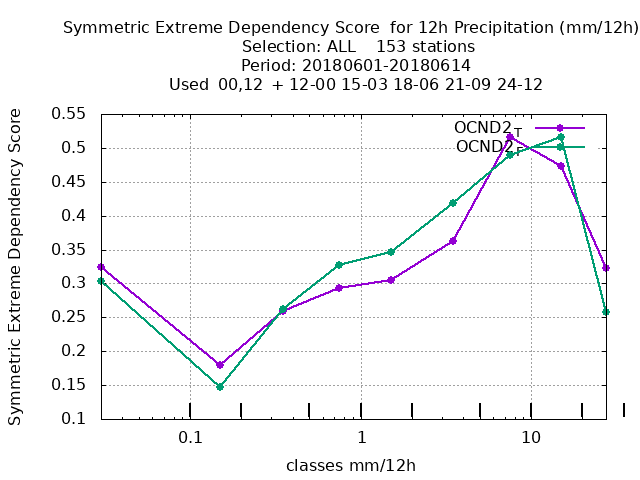 Symmetric Extreme Dependency Score  for 12h Precipitation (mm/12h)
Selection: ALL    153 stations
Period: 20180601-20180614
Used  00,12  + 12-00 15-03 18-06 21-09 24-12
Symmetric Extreme Dependency Score
0.55
0.5
0.45
0.4
0.35
0.3
0.25
0.2
0.15
0.1
OCND2T
OCND2F
0.1
1
10
classes mm/12h